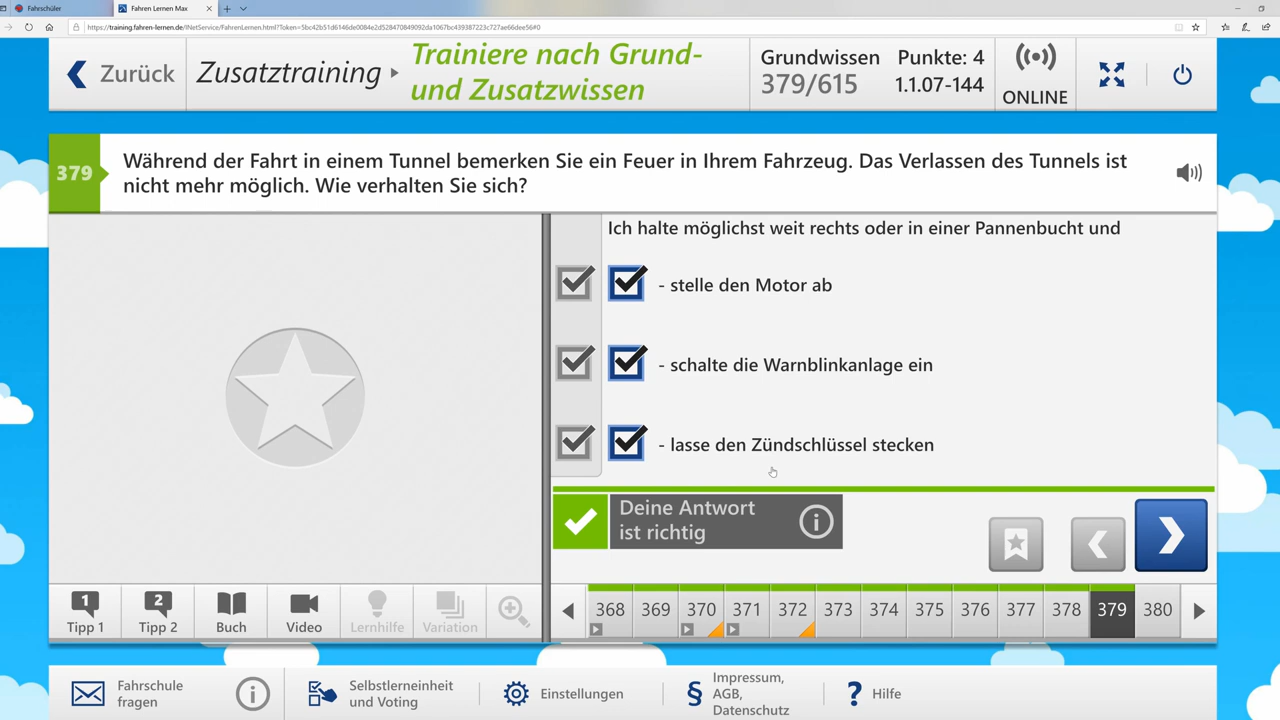 Fahrschüler
Fahren Lernen Max
https://training.fahren-lernen.de/INetService/FahrenLernen.html?Token=5bc42b51d6146de0084e2d528470849092da1067bc439387223c727ae66dee56#0
Zurück
Zusatztraining
Trainiere nach Grund-
und Zusatzwissen
Grundwissen
379/615
Punkte: 4
1.1.07-144
ONLINE
379
Während der Fahrt in einem Tunnel bemerken Sie ein Feuer in Ihrem Fahrzeug. Das Verlassen des Tunnels ist
nicht mehr möglich. Wie verhalten Sie sich?
Ich halte möglichst weit rechts oder in einer Pannenbucht und
- stelle den Motor ab
- schalte die Warnblinkanlage ein
- lasse den Zündschlüssel stecken
Deine Antwort
ist richtig
1 2
Tipp 1 Tipp 2 Buch Video Lernhilfe Variation
368 369 370 371 372 373 374 375 376 377 378 379 380
Fahrschule
fragen
Selbstlerneinheit
und Voting
Einstellungen
§ Impressum,
AGB,
Datenschutz
? Hilfe